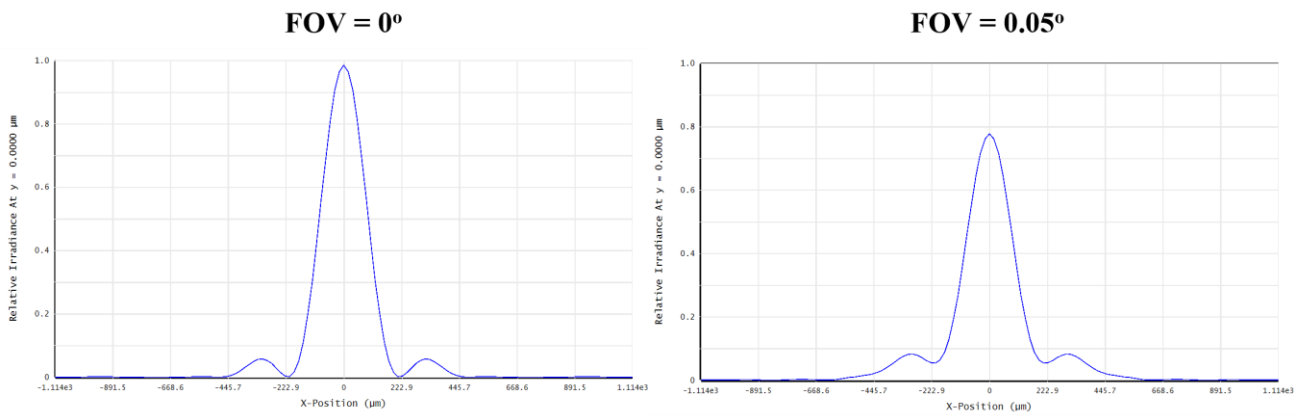 FOV = 0º
FOV = 0.05º
Relative Irradiance At y = 0.0000 µm
1.0
0.8
0.6
0.4
0.2
0
-1.114e3 -891.5 -668.6 -445.7 -222.9 0 222.9 445.7 668.6 891.5 1.114e3
X-Position (µm)
Relative Irradiance At y = 0.0000 µm
1.0
0.8
0.6
0.4
0.2
0
-1.114e3 -891.5 -668.6 -445.7 -222.9 0 222.9 445.7 668.6 891.5 1.114e3
X-Position (µm)